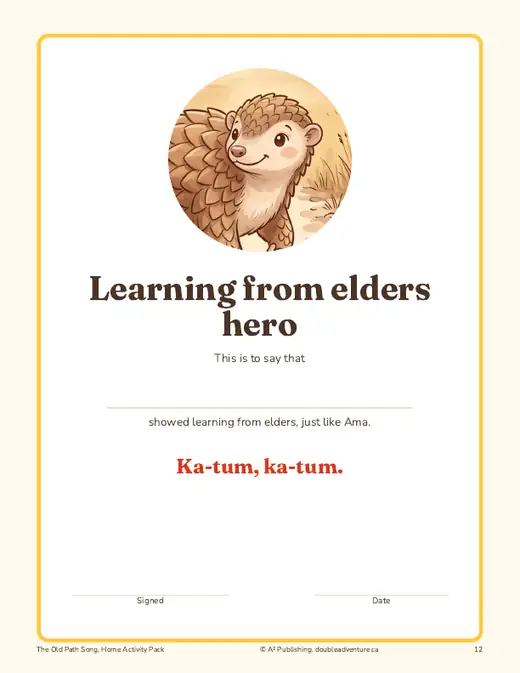 Learning from elders
hero
This is to say that
showed learning from elders, just like Ama.
Ka-tum, ka-tum.
Signed
Date
The Old Path Song, Home Activity Pack
© A² Publishing. doubleadventure.ca
12